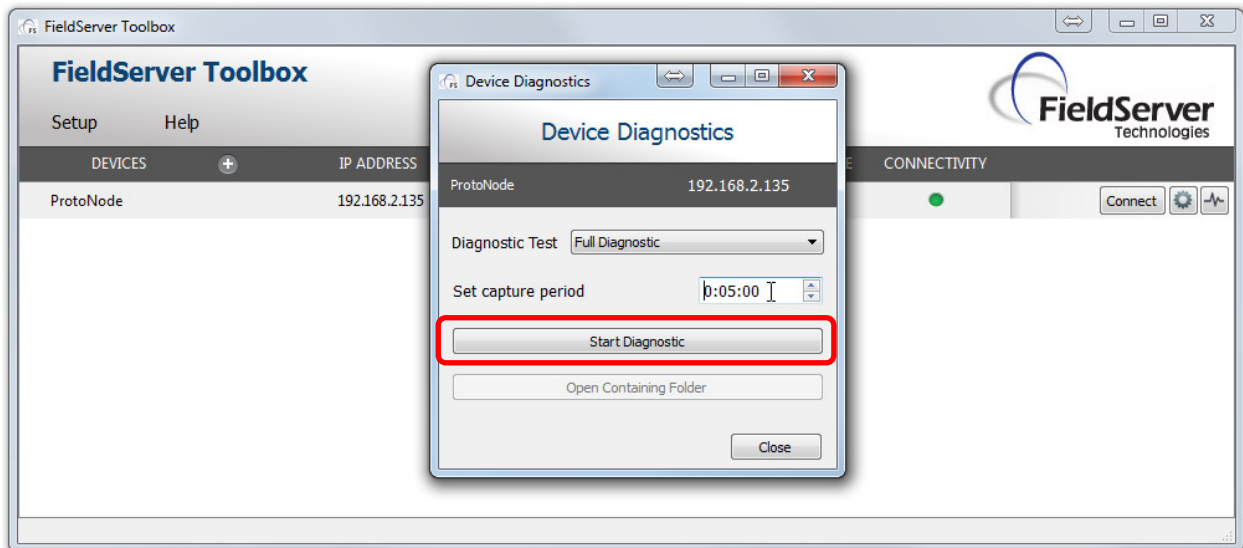 FieldServer Toolbox
FieldServer Toolbox
Setup Help
FieldServer
Technologies
DEVICES IP ADDRESS E CONNECTIVITY
ProtoNode 192.168.2.135 Connect
Device Diagnostics
Device Diagnostics
ProtoNode 192.168.2.135
Diagnostic Test Full Diagnostic
Set capture period 0:05:00
Start Diagnostic
Open Containing Folder
Close